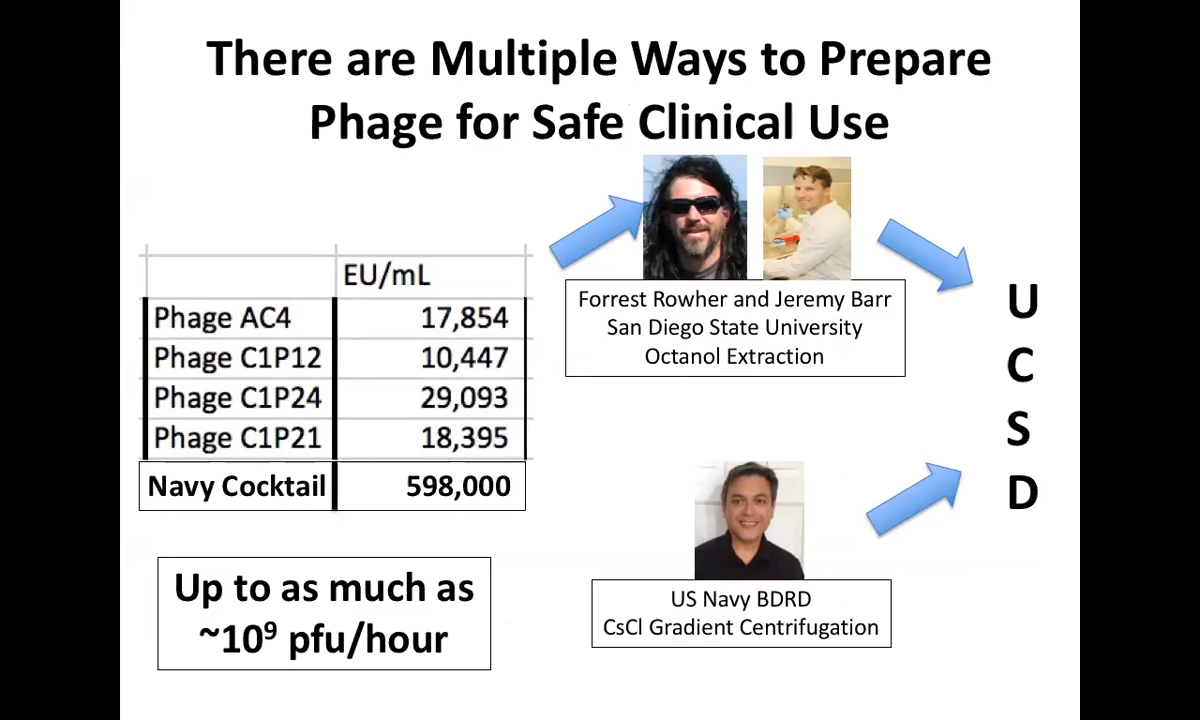 There are Multiple Ways to Prepare
Phage for Safe Clinical Use
EU/mL
Phage AC4 17,854
Phage C1P12 10,447
Phage C1P24 29,093
Phage C1P21 18,395
Navy Cocktail 598,000
Up to as much as
~10⁹ pfu/hour
Forrest Rowher and Jeremy Barr
San Diego State University
Octanol Extraction
US Navy BDRD
CsCl Gradient Centrifugation
U
C
S
D